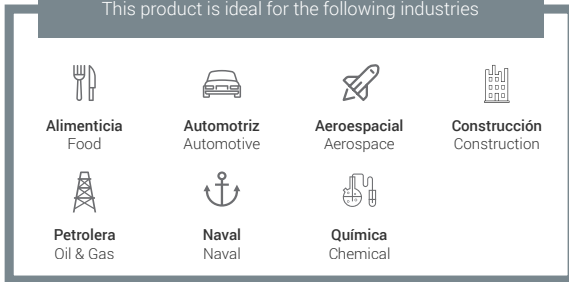 This product is ideal for the following industries
Alimenticia
Food
Automotriz
Automotive
Aeroespacial
Aerospace
Construcción
Construction
Petrolera
Oil & Gas
Naval
Naval
Química
Chemical